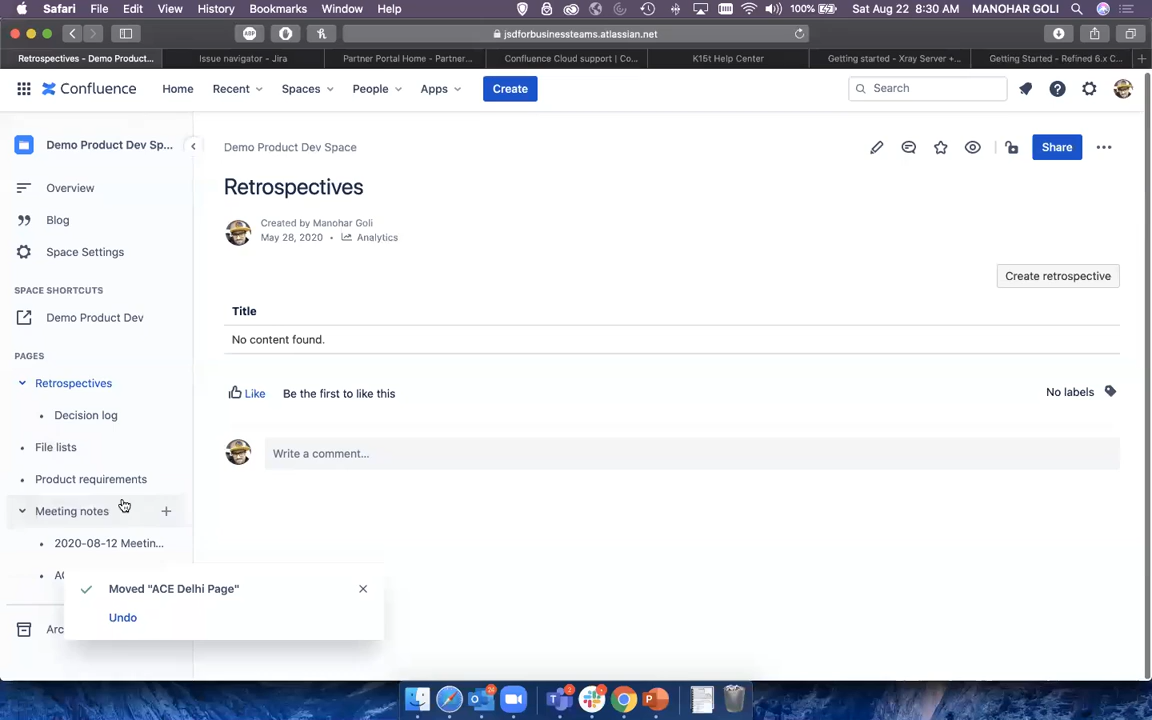 Safari File Edit View History Bookmarks Window Help 100% Sat Aug 22 8:30 AM MANOHAR GOLI
ABP jsdforbusinessteams.atlassian.net
Retrospectives - Demo Product... Issue navigator - Jira Partner Portal Home - Partner... Confluence Cloud support | Co... K15t Help Center Getting started - Xray Server +... Getting Started - Refined 6.x C...
Confluence Home Recent Spaces People Apps Create Search
Demo Product Dev Sp...
Overview
Blog
Space Settings
SPACE SHORTCUTS
Demo Product Dev
PAGES
Retrospectives
Decision log
File lists
Product requirements
Meeting notes
2020-08-12 Meetin...
AC
Arc
Demo Product Dev Space
Share
Retrospectives
Created by Manohar Goli
May 28, 2020 • Analytics
Create retrospective
Title
No content found.
Like Be the first to like this No labels
Write a comment...
Moved "ACE Delhi Page"
Undo